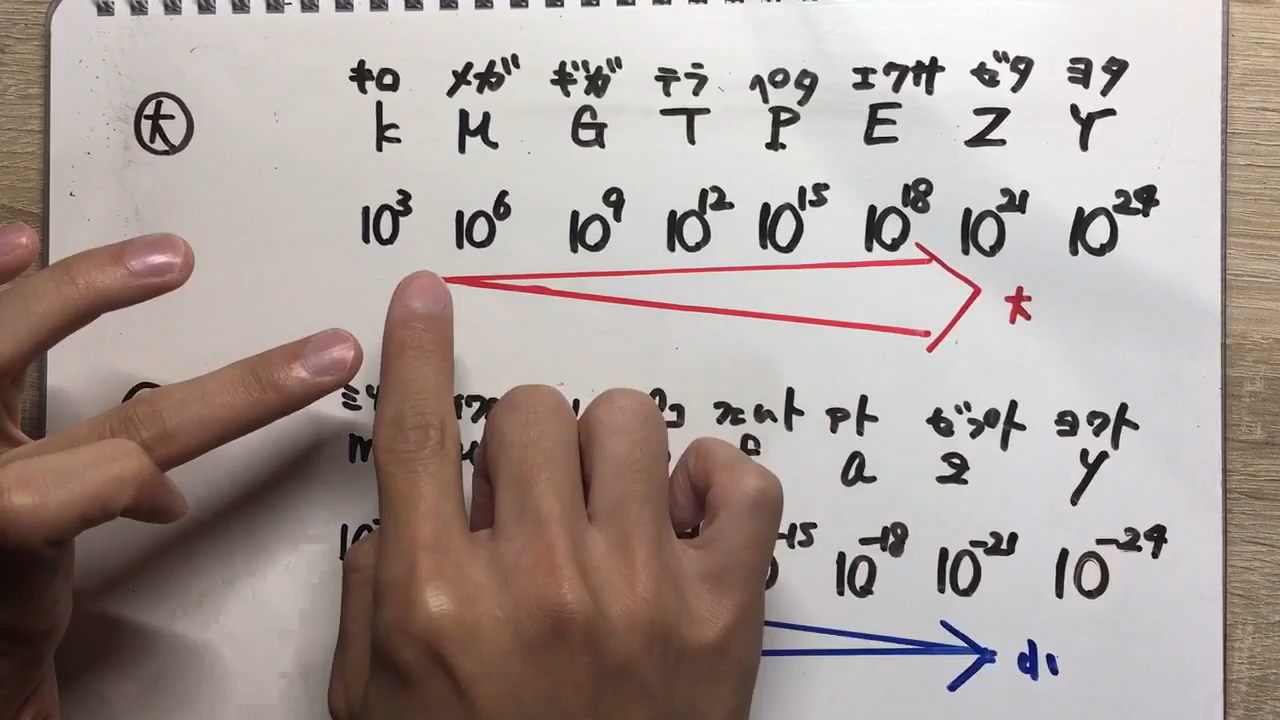 キロ メガ ギガ テラ ペタ エクサ ゼタ ヨタ
大 k M G T P E Z Y
10³ 10⁶ 10⁹ 10¹² 10¹⁵ 10¹⁸ 10²¹ 10²⁴
大
フェムト アト ゼプト ヨクト
m a z y
10⁻¹⁸ 10⁻²¹ 10⁻²⁴
小